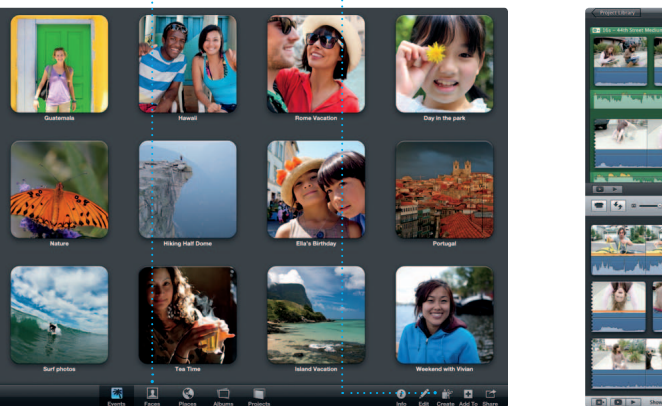 Guatemala
Hawaii
Rome Vacation
Day in the park
Nature
Hiking Half Dome
Ella's Birthday
Portugal
Surf photos
Tea Time
Island Vacation
Weekend with Vivian
Events Faces Places Albums Projects Info Edit Create Add To Share
Project Library
Street